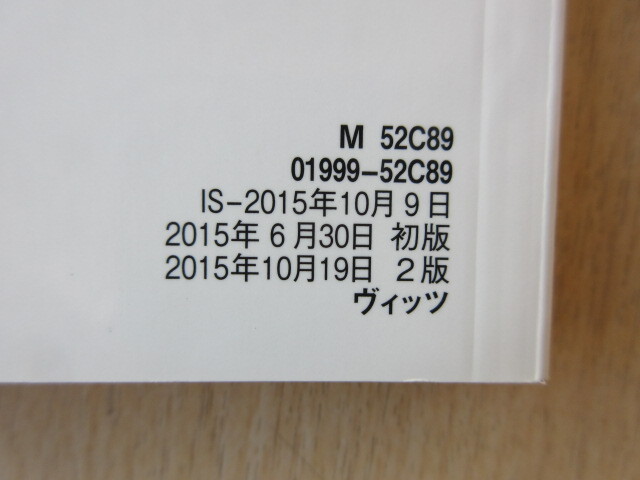 M 52C89
01999-52C89
IS-2015年10月9日
2015年6月30日 初版
2015年10月19日 2版
ヴィッツ